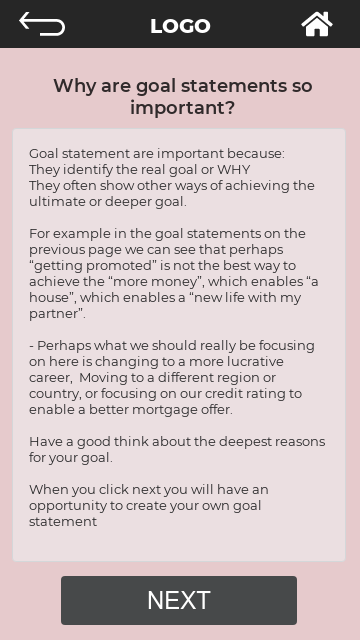 LOGO
Why are goal statements so
important?
Goal statement are important because:
They identify the real goal or WHY
They often show other ways of achieving the
ultimate or deeper goal.
For example in the goal statements on the
previous page we can see that perhaps
“getting promoted” is not the best way to
achieve the “more money”, which enables “a
house”, which enables a “new life with my
partner”.
- Perhaps what we should really be focusing
on here is changing to a more lucrative
career,  Moving to a different region or
country, or focusing on our credit rating to
enable a better mortgage offer.
Have a good think about the deepest reasons
for your goal.
When you click next you will have an
opportunity to create your own goal
statement
NEXT